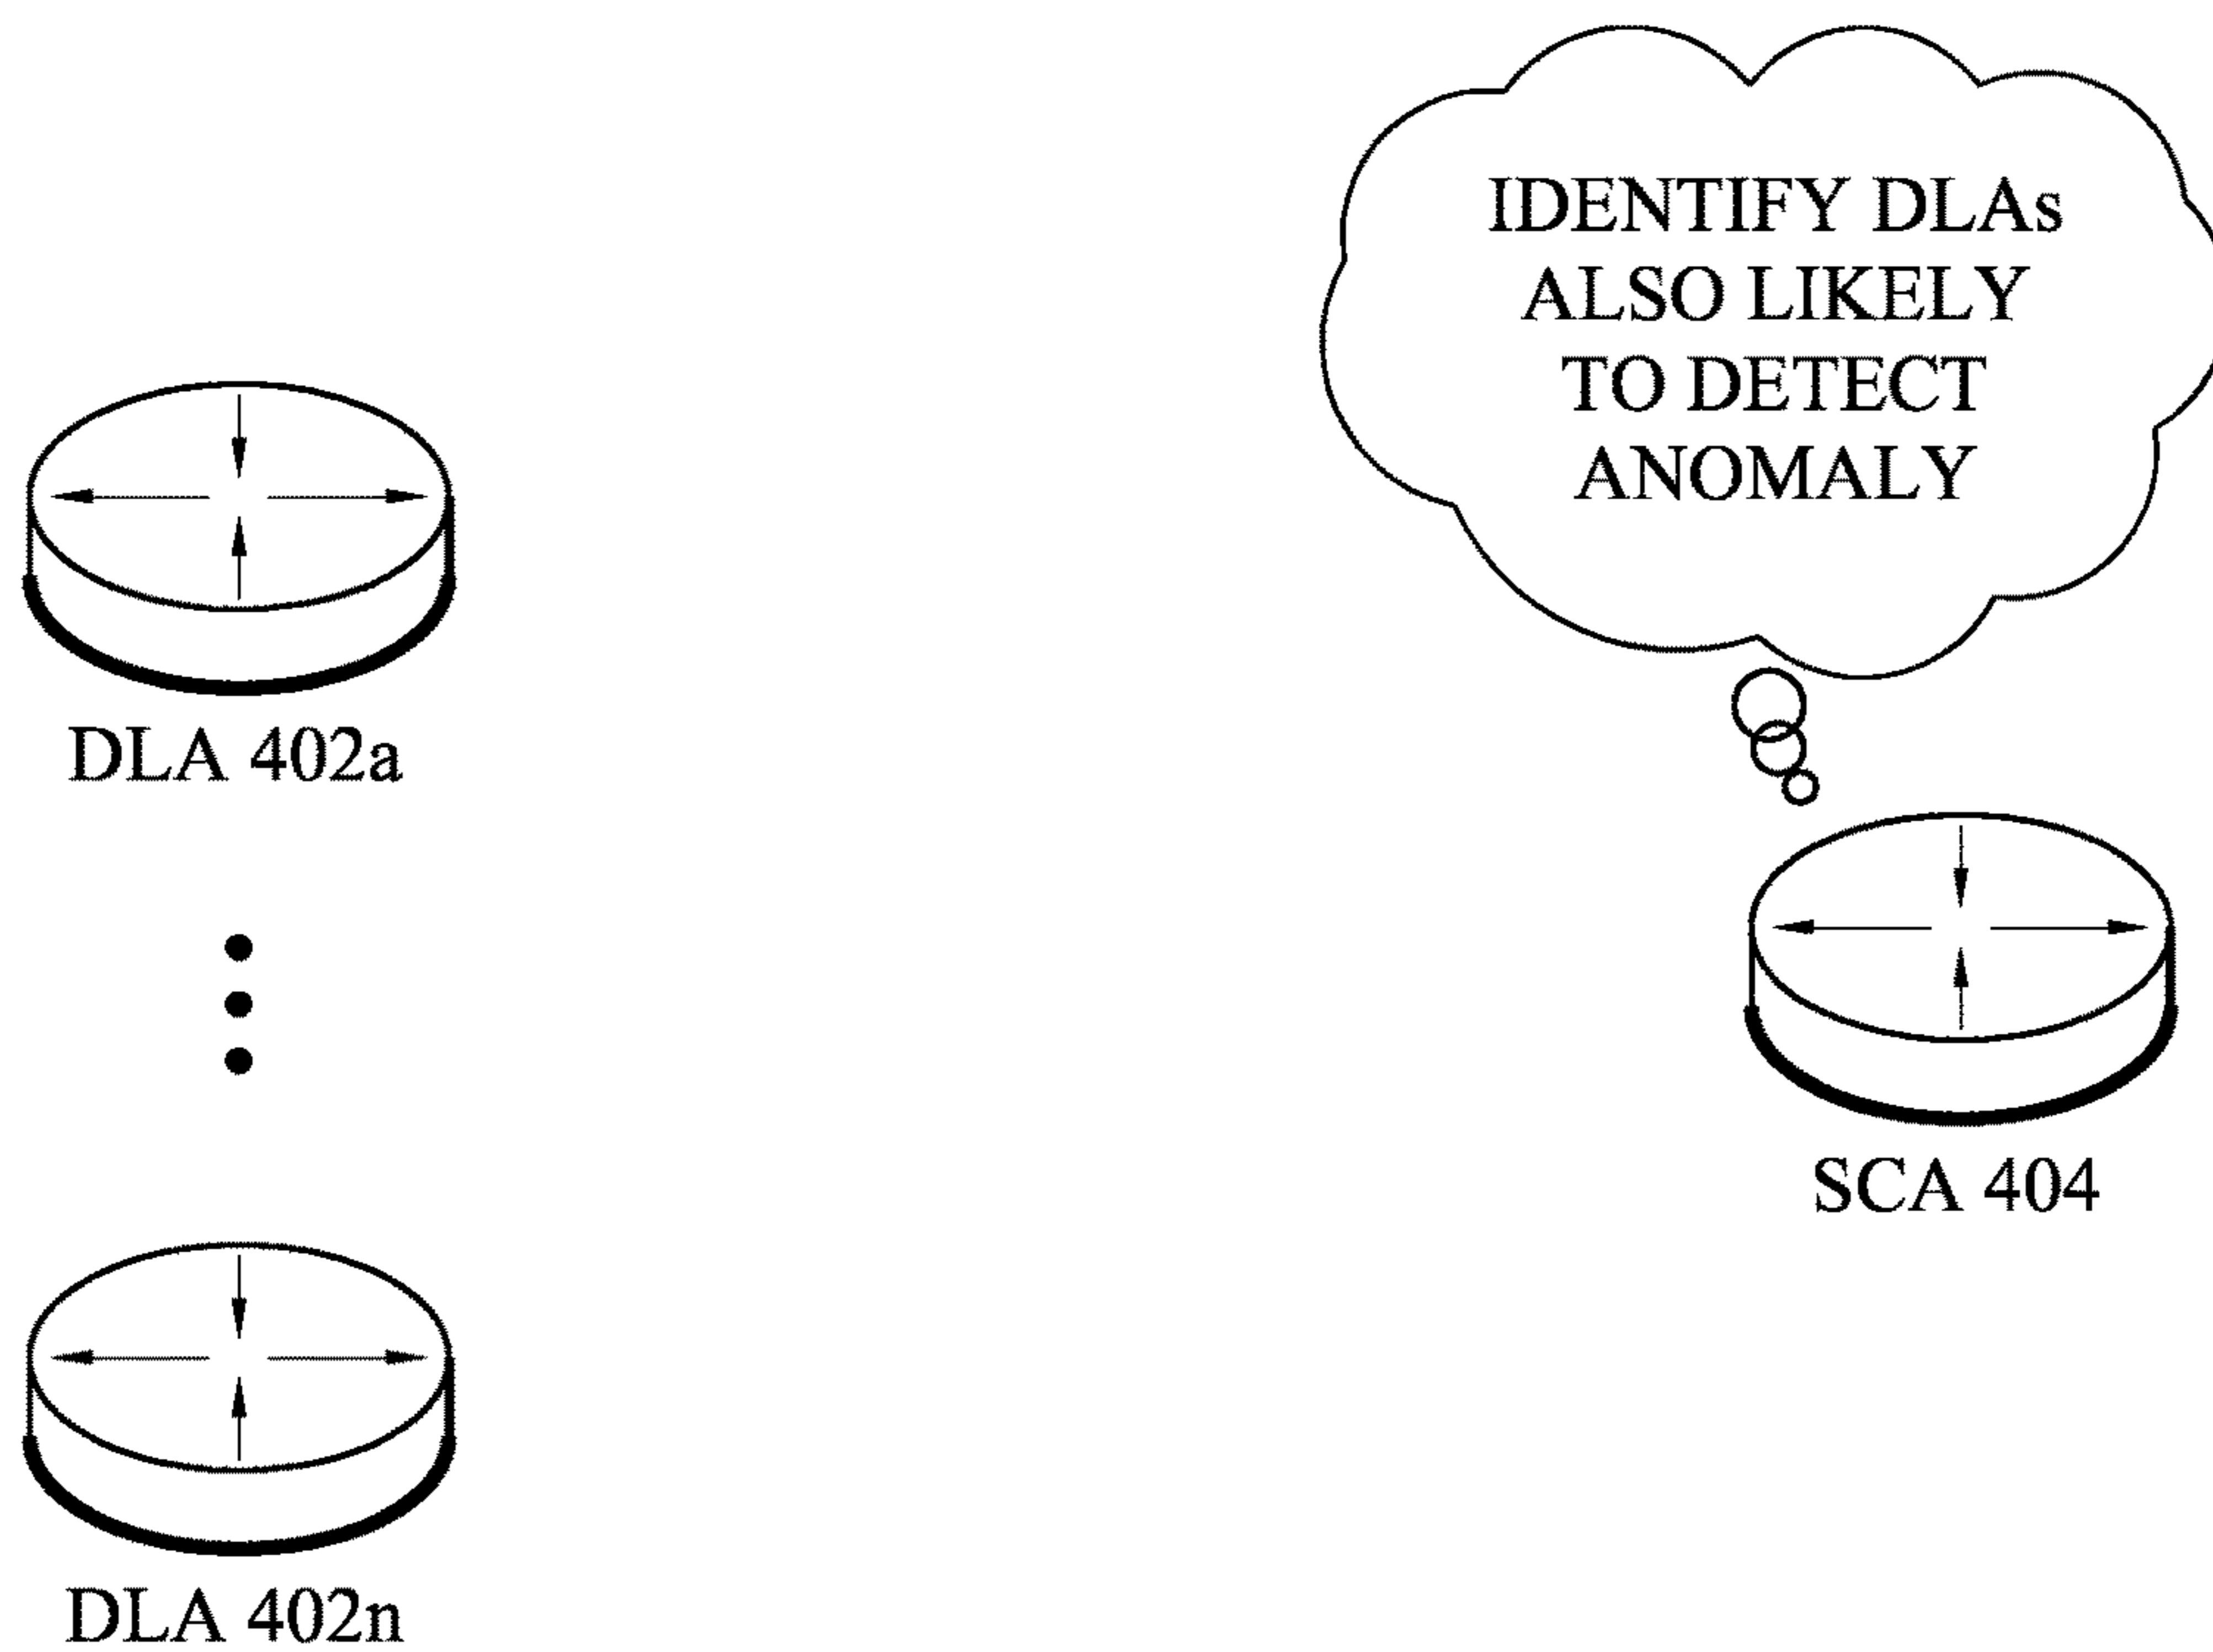 IDENTIFY DLAs
ALSO LIKELY
TO DETECT
ANOMALY
DLA 402a
SCA 404
DLA 402n